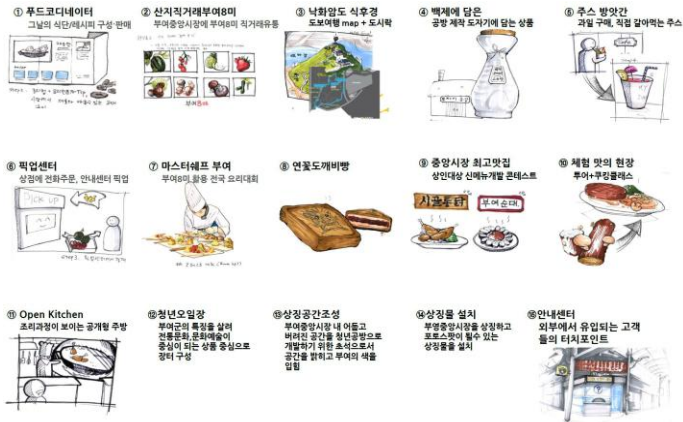 ① 푸드코디네이터
그날의 식단/레시피 구성·판매
② 산지직거래부여8미
부여중앙시장에 부여8미 직거래유통
부여8미
③ 낙화암도 식후경
도보여행 map + 도시락
④ 백제에 담은
공방 제작 도자기에 담는 상품
⑤ 주스 방앗간
과일 구매, 직접 갈아먹는 주스
⑥ 픽업센터
상점에 전화주문, 안내센터 픽업
PICK UP
⑦ 마스터쉐프 부여
부여8미 활용 전국 요리대회
⑧ 연꽃도깨비빵
⑨ 중앙시장 최고맛집
상인대상 신메뉴개발 콘테스트
시골통닭
부여순대
⑩ 체험 맛의 현장
투어+쿠킹클래스
⑪ Open Kitchen
조리과정이 보이는 공개형 주방
⑫청년오일장
부여군의 특징을 살려
전통문화,문화예술이
중심이 되는 상품 중심으로
장터 구성
⑬상징공간조성
부여중앙시장 내 어둡고
버려진 공간을 청년공방으로
개발하기 위한 초석으로서
공간을 밝히고 부여의 색을
입힘
⑭상징물 설치
부영중앙시장을 상징하고
포토스팟이 될수 있는
상징물을 설치
⑯안내센터
외부에서 유입되는 고객
들의 터치포인트